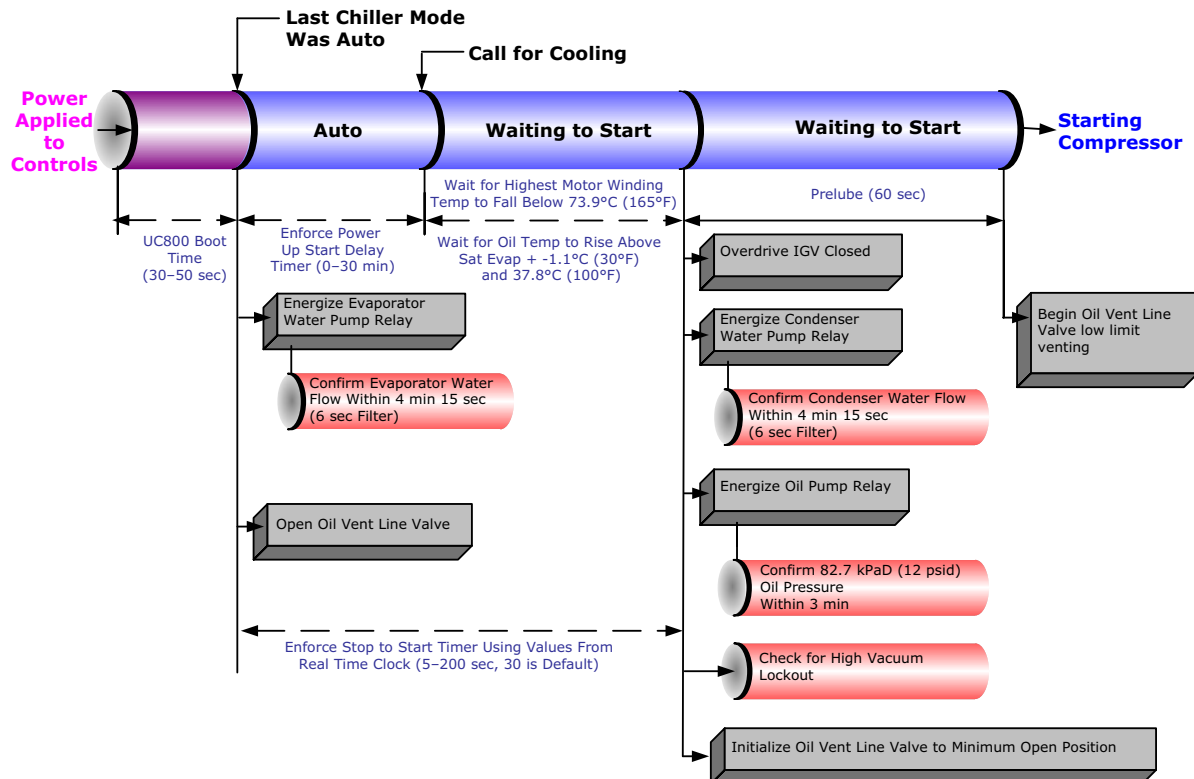 Last Chiller Mode
Was Auto
Call for Cooling
Power
Applied
to
Controls
Auto
Waiting to Start
Waiting to Start
Starting
Compressor
UC800 Boot
Time
(30–50 sec)
Enforce Power
Up Start Delay
Timer (0–30 min)
Wait for Highest Motor Winding
Temp to Fall Below 73.9°C (165°F)
Wait for Oil Temp to Rise Above
Sat Evap + -1.1°C (30°F)
and 37.8°C (100°F)
Prelube (60 sec)
Energize Evaporator
Water Pump Relay
Confirm Evaporator Water
Flow Within 4 min 15 sec
(6 sec Filter)
Open Oil Vent Line Valve
Enforce Stop to Start Timer Using Values From
Real Time Clock (5–200 sec, 30 is Default)
Overdrive IGV Closed
Energize Condenser
Water Pump Relay
Confirm Condenser Water Flow
Within 4 min 15 sec
(6 sec Filter)
Energize Oil Pump Relay
Confirm 82.7 kPaD (12 psid)
Oil Pressure
Within 3 min
Check for High Vacuum
Lockout
Initialize Oil Vent Line Valve to Minimum Open Position
Begin Oil Vent Line
Valve low limit
venting